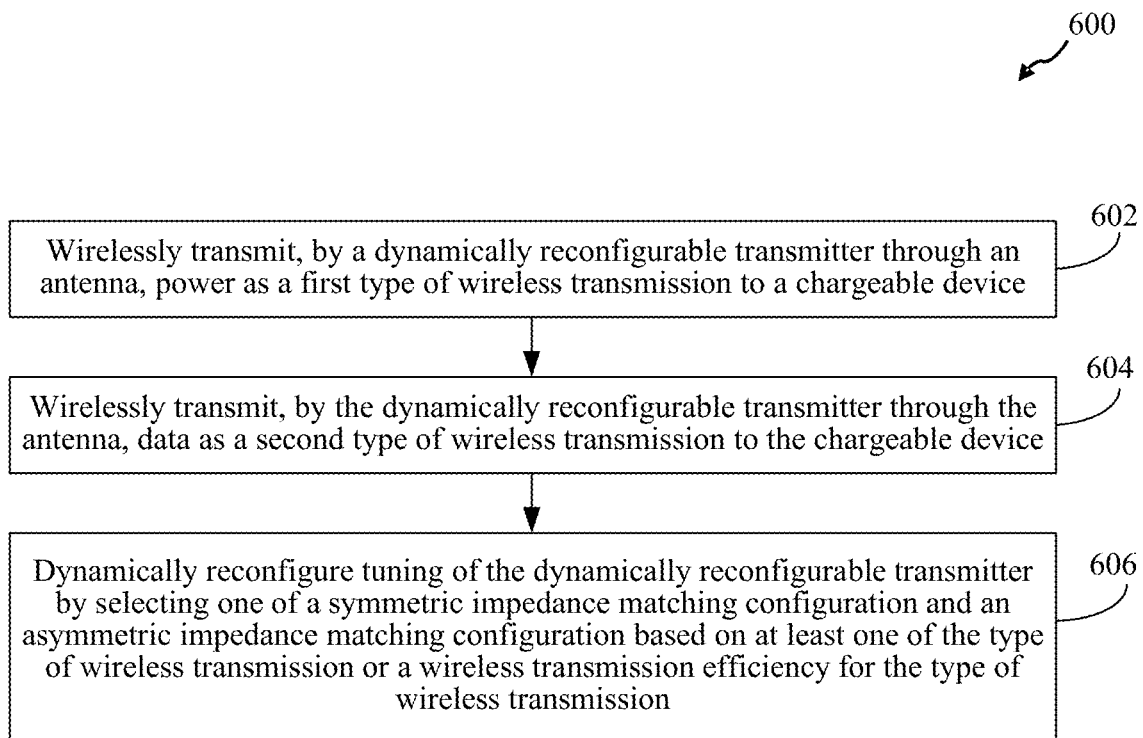 600
602
Wirelessly transmit, by a dynamically reconfigurable transmitter through an
antenna, power as a first type of wireless transmission to a chargeable device
604
Wirelessly transmit, by the dynamically reconfigurable transmitter through the
antenna, data as a second type of wireless transmission to the chargeable device
606
Dynamically reconfigure tuning of the dynamically reconfigurable transmitter
by selecting one of a symmetric impedance matching configuration and an
asymmetric impedance matching configuration based on at least one of the type
of wireless transmission or a wireless transmission efficiency for the type of
wireless transmission